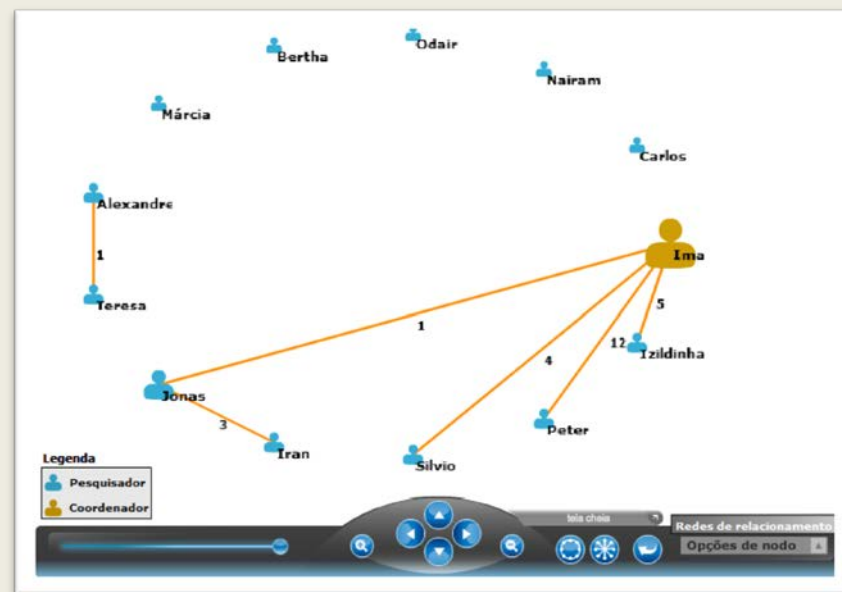 Odair
Bertha
Nairam
Márcia
Carlos
Alexandre
Ima
1
5
Teresa
1
12
Izildinha
4
Jonas
3
Peter
Iran
Silvio
Legenda
Pesquisador
Coordenador
tela cheia
Redes de relacionamento
Opções de nodo